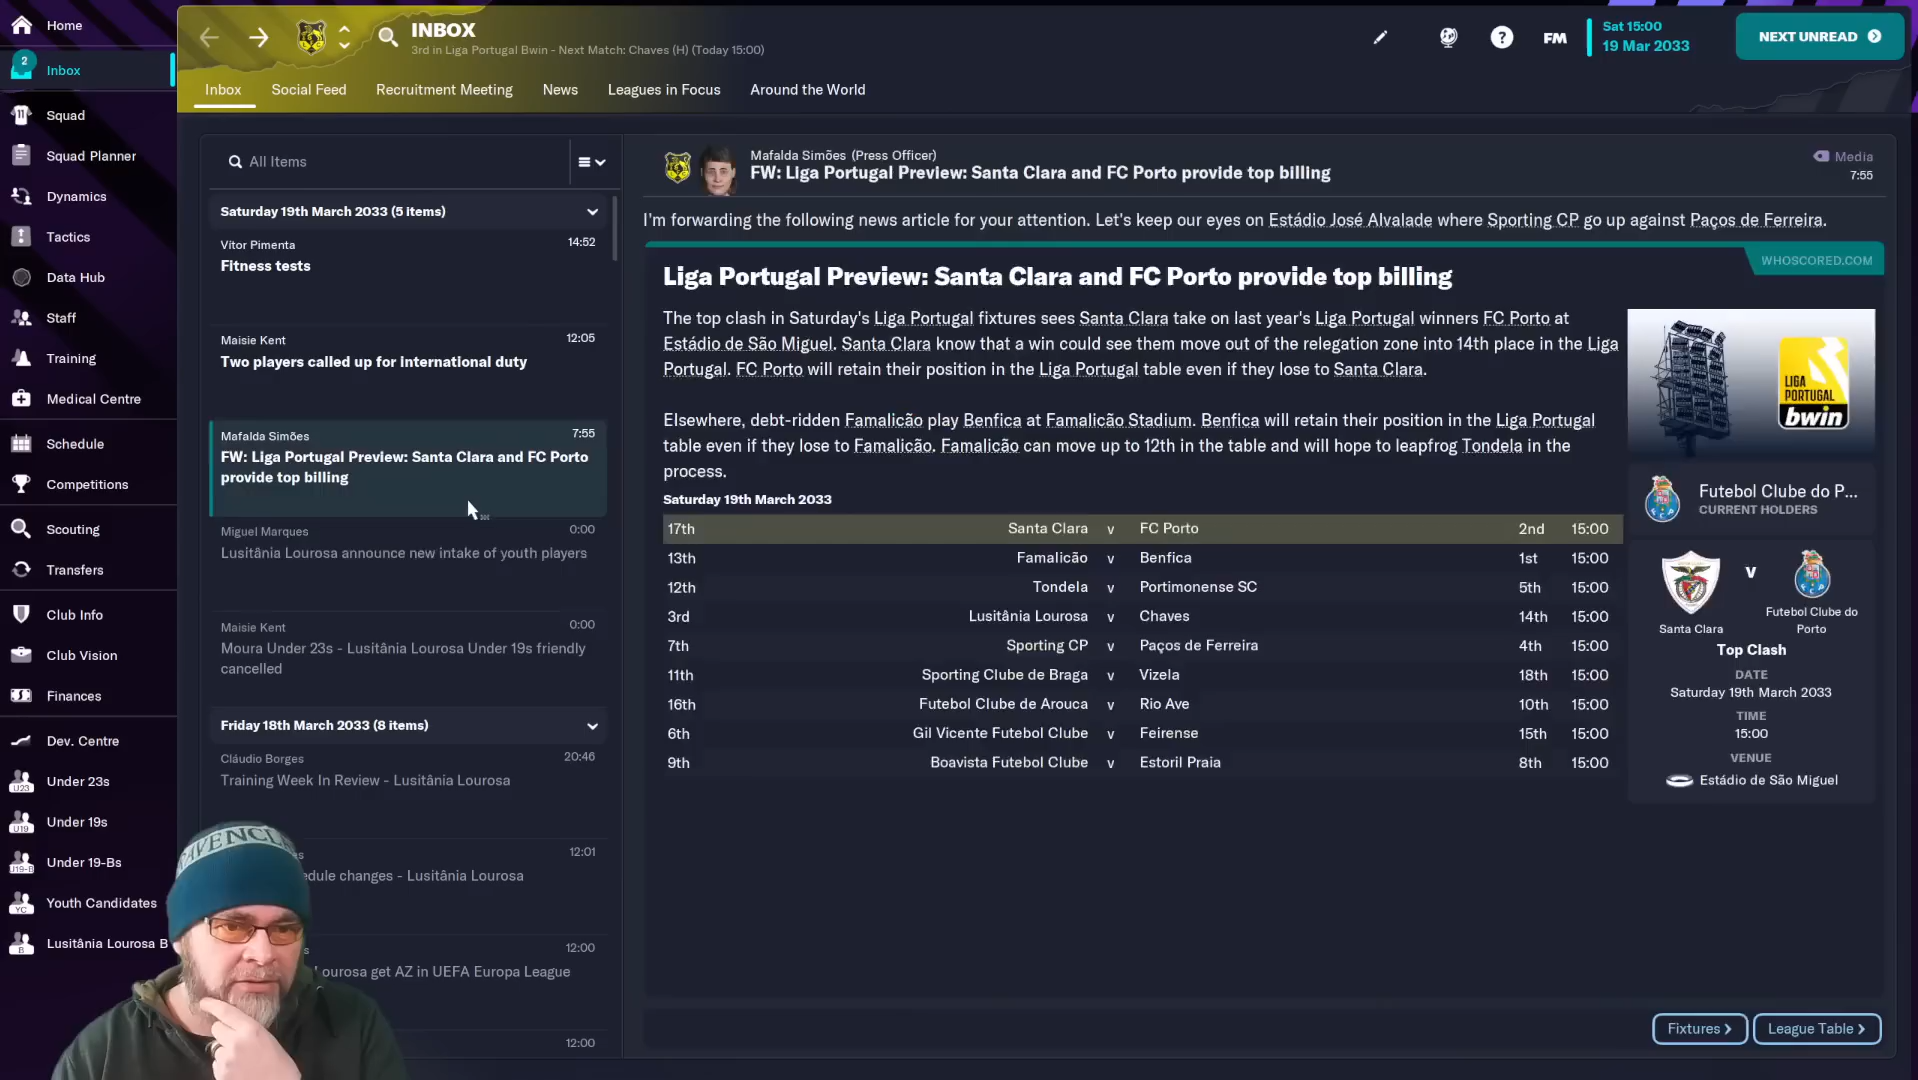 Home
2
Inbox
Squad
Squad Planner
Dynamics
Tactics
Data Hub
Staff
Training
Medical Centre
Schedule
Competitions
Scouting
Transfers
Club Info
Club Vision
Finances
Dev. Centre
U23
Under 23s
U19
Under 19s
U19-B
Under 19-Bs
YC
Youth Candidates
B
Lusitânia Lourosa B
INBOX
3rd in Liga Portugal Bwin - Next Match: Chaves (H) (Today 15:00)
FM
Sat 15:00
19 Mar 2033
NEXT UNREAD
Inbox
Social Feed
Recruitment Meeting
News
Leagues in Focus
Around the World
All Items
Saturday 19th March 2033 (5 items)
Vítor Pimenta 14:52
Fitness tests
Maisie Kent 12:05
Two players called up for international duty
Mafalda Simões 7:55
FW: Liga Portugal Preview: Santa Clara and FC Porto
provide top billing
Miguel Marques 0:00
Lusitânia Lourosa announce new intake of youth players
Maisie Kent 0:00
Moura Under 23s - Lusitânia Lourosa Under 19s friendly
cancelled
Friday 18th March 2033 (8 items)
Cláudio Borges 20:46
Training Week In Review - Lusitânia Lourosa
12:01
changes - Lusitânia Lourosa
12:00
ourosa get AZ in UEFA Europa League
12:00
RAVENCL
Mafalda Simões (Press Officer)
FW: Liga Portugal Preview: Santa Clara and FC Porto provide top billing
Media
7:55
I'm forwarding the following news article for your attention. Let's keep our eyes on Estádio José Alvalade where Sporting CP go up against Paços de Ferreira.
WHOSCORED.COM
Liga Portugal Preview: Santa Clara and FC Porto provide top billing
The top clash in Saturday's Liga Portugal fixtures sees Santa Clara take on last year's Liga Portugal winners FC Porto at
Estádio de São Miguel. Santa Clara know that a win could see them move out of the relegation zone into 14th place in the Liga
Portugal. FC Porto will retain their position in the Liga Portugal table even if they lose to Santa Clara.
Elsewhere, debt-ridden Famalicão play Benfica at Famalicão Stadium. Benfica will retain their position in the Liga Portugal
table even if they lose to Famalicão. Famalicão can move up to 12th in the table and will hope to leapfrog Tondela in the
process.
Saturday 19th March 2033
17th Santa Clara v FC Porto 2nd 15:00
13th Famalicão v Benfica 1st 15:00
12th Tondela v Portimonense SC 5th 15:00
3rd Lusitânia Lourosa v Chaves 14th 15:00
7th Sporting CP v Paços de Ferreira 4th 15:00
11th Sporting Clube de Braga v Vizela 18th 15:00
16th Futebol Clube de Arouca v Rio Ave 10th 15:00
6th Gil Vicente Futebol Clube v Feirense 15th 15:00
9th Boavista Futebol Clube v Estoril Praia 8th 15:00
LIGA
PORTUGAL
bwin
Futebol Clube do P...
CURRENT HOLDERS
V
Santa Clara
Futebol Clube do
Porto
Top Clash
DATE
Saturday 19th March 2033
TIME
15:00
VENUE
Estádio de São Miguel
Fixtures
League Table